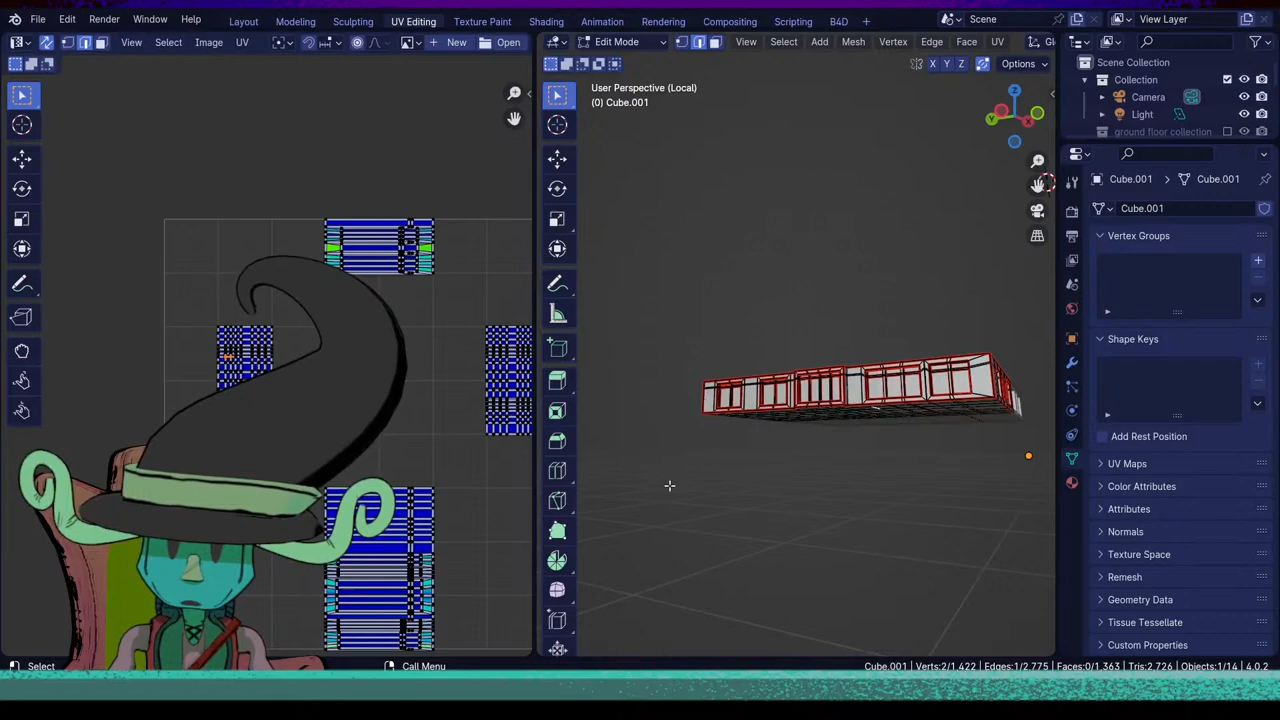 File Edit Render Window Help Layout Modeling Sculpting UV Editing Texture Paint Shading Animation Rendering Compositing Scripting B4D + Scene View Layer
View Select Image UV New Open Edit Mode View Select Add Mesh Vertex Edge Face UV Gl
X Y Z Options
Scene Collection
Collection
Camera
Light
ground floor collection
User Perspective (Local)
(0) Cube.001
Z
Y
X
Cube.001 > Cube.001
Cube.001
Vertex Groups
Shape Keys
Add Rest Position
UV Maps
Color Attributes
Attributes
Normals
Texture Space
Remesh
Geometry Data
Tissue Tessellate
Custom Properties
Select Call Menu Cube.001 | Verts:2/1,422 | Edges:1/2,775 | Faces:0/1,363 | Tris:2,726 | Objects:1/14 | 4.0.2